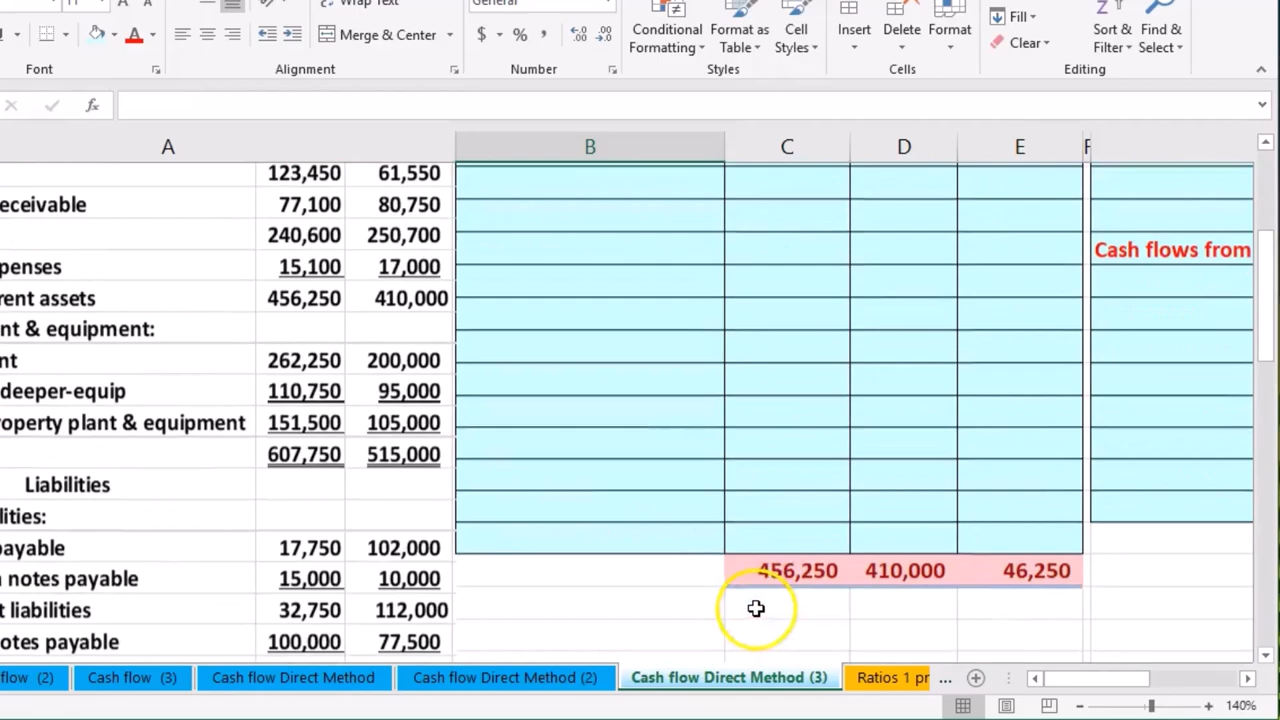 Wrap Text
General
Fill
Clear
Merge & Center
$ % ,
Conditional Formatting
Format as Table
Cell Styles
Insert
Delete
Format
Sort & Filter
Find & Select
Font
Alignment
Number
Styles
Cells
Editing
fx
A B C D E F
123,450 61,550
eceivable 77,100 80,750
240,600 250,700
Cash flows from
penses 15,100 17,000
rent assets 456,250 410,000
nt & equipment:
nt 262,250 200,000
deeper-equip 110,750 95,000
roperty plant & equipment 151,500 105,000
607,750 515,000
Liabilities
lities:
payable 17,750 102,000
456,250 410,000 46,250
n notes payable 15,000 10,000
t liabilities 32,750 112,000
otes payable 100,000 77,500
flow (2)
Cash flow (3)
Cash flow Direct Method
Cash flow Direct Method (2)
Cash flow Direct Method (3)
Ratios 1 pr
...
140%